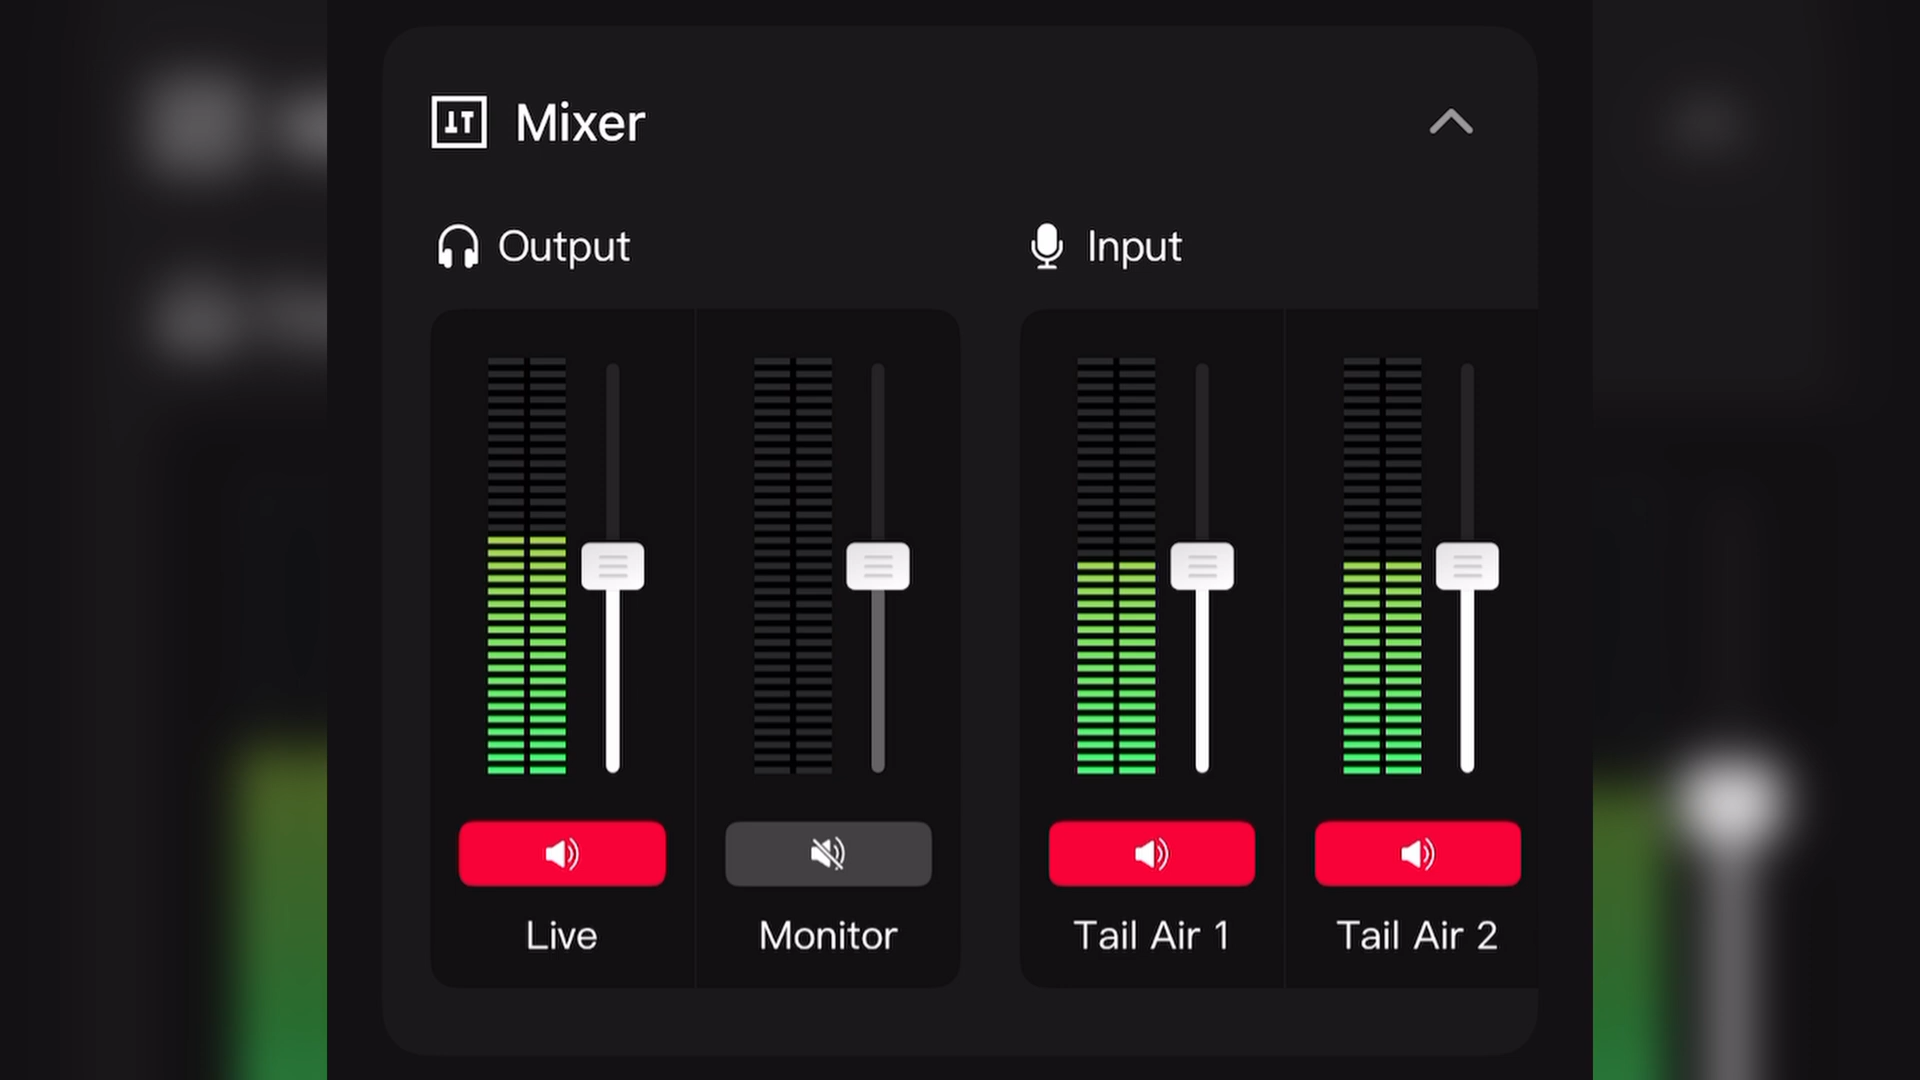 Mixer
Output
Input
Live
Monitor
Tail Air 1
Tail Air 2